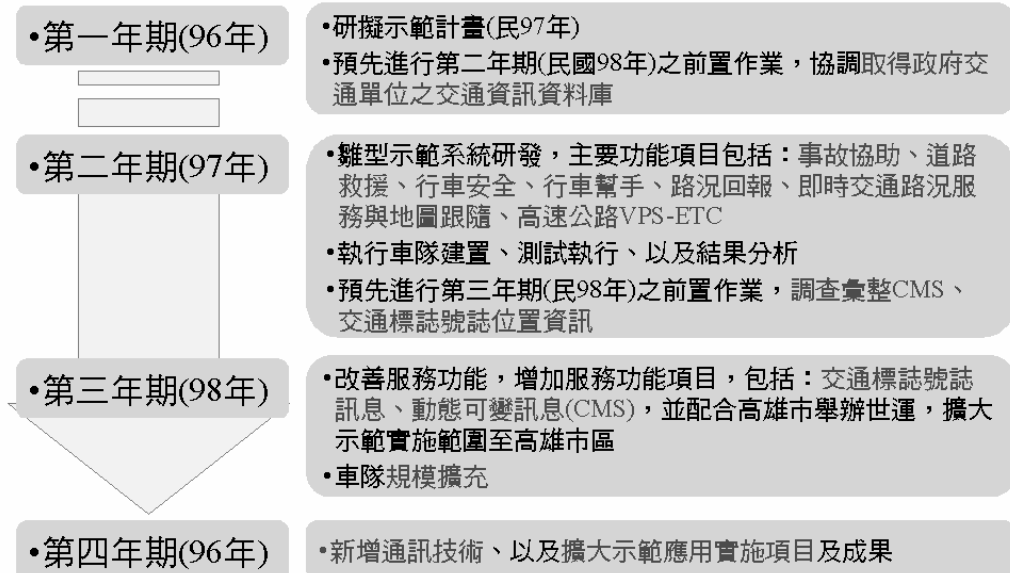 •第一年期(96年)
•研擬示範計畫(民97年)
•預先進行第二年期(民國98年)之前置作業，協調取得政府交
通單位之交通資訊資料庫
•第二年期(97年)
•雛型示範系統研發，主要功能項目包括：事故協助、道路
救援、行車安全、行車幫手、路況回報、即時交通路況服
務與地圖跟隨、高速公路VPS-ETC
•執行車隊建置、測試執行、以及結果分析
•預先進行第三年期(民98年)之前置作業，調查彙整CMS、
交通標誌號誌位置資訊
•第三年期(98年)
•改善服務功能，增加服務功能項目，包括：交通標誌號誌
訊息、動態可變訊息(CMS)，並配合高雄市舉辦世運，擴大
示範實施範圍至高雄市區
•車隊規模擴充
•第四年期(96年)
•新增通訊技術、以及擴大示範應用實施項目及成果